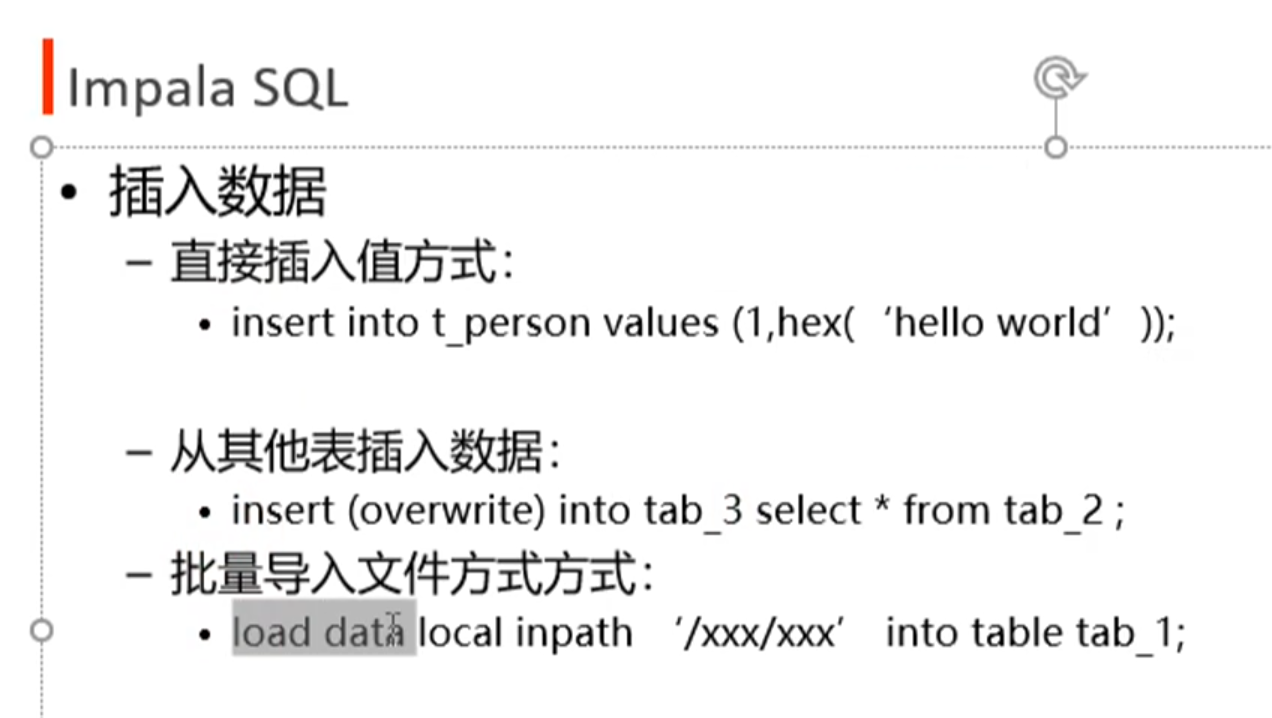 Impala SQL
• 插入数据
– 直接插入值方式：
• insert into t_person values (1,hex( ‘hello world’ ));
– 从其他表插入数据：
• insert (overwrite) into tab_3 select * from tab_2 ;
– 批量导入文件方式方式：
• load data local inpath ‘/xxx/xxx’ into table tab_1;